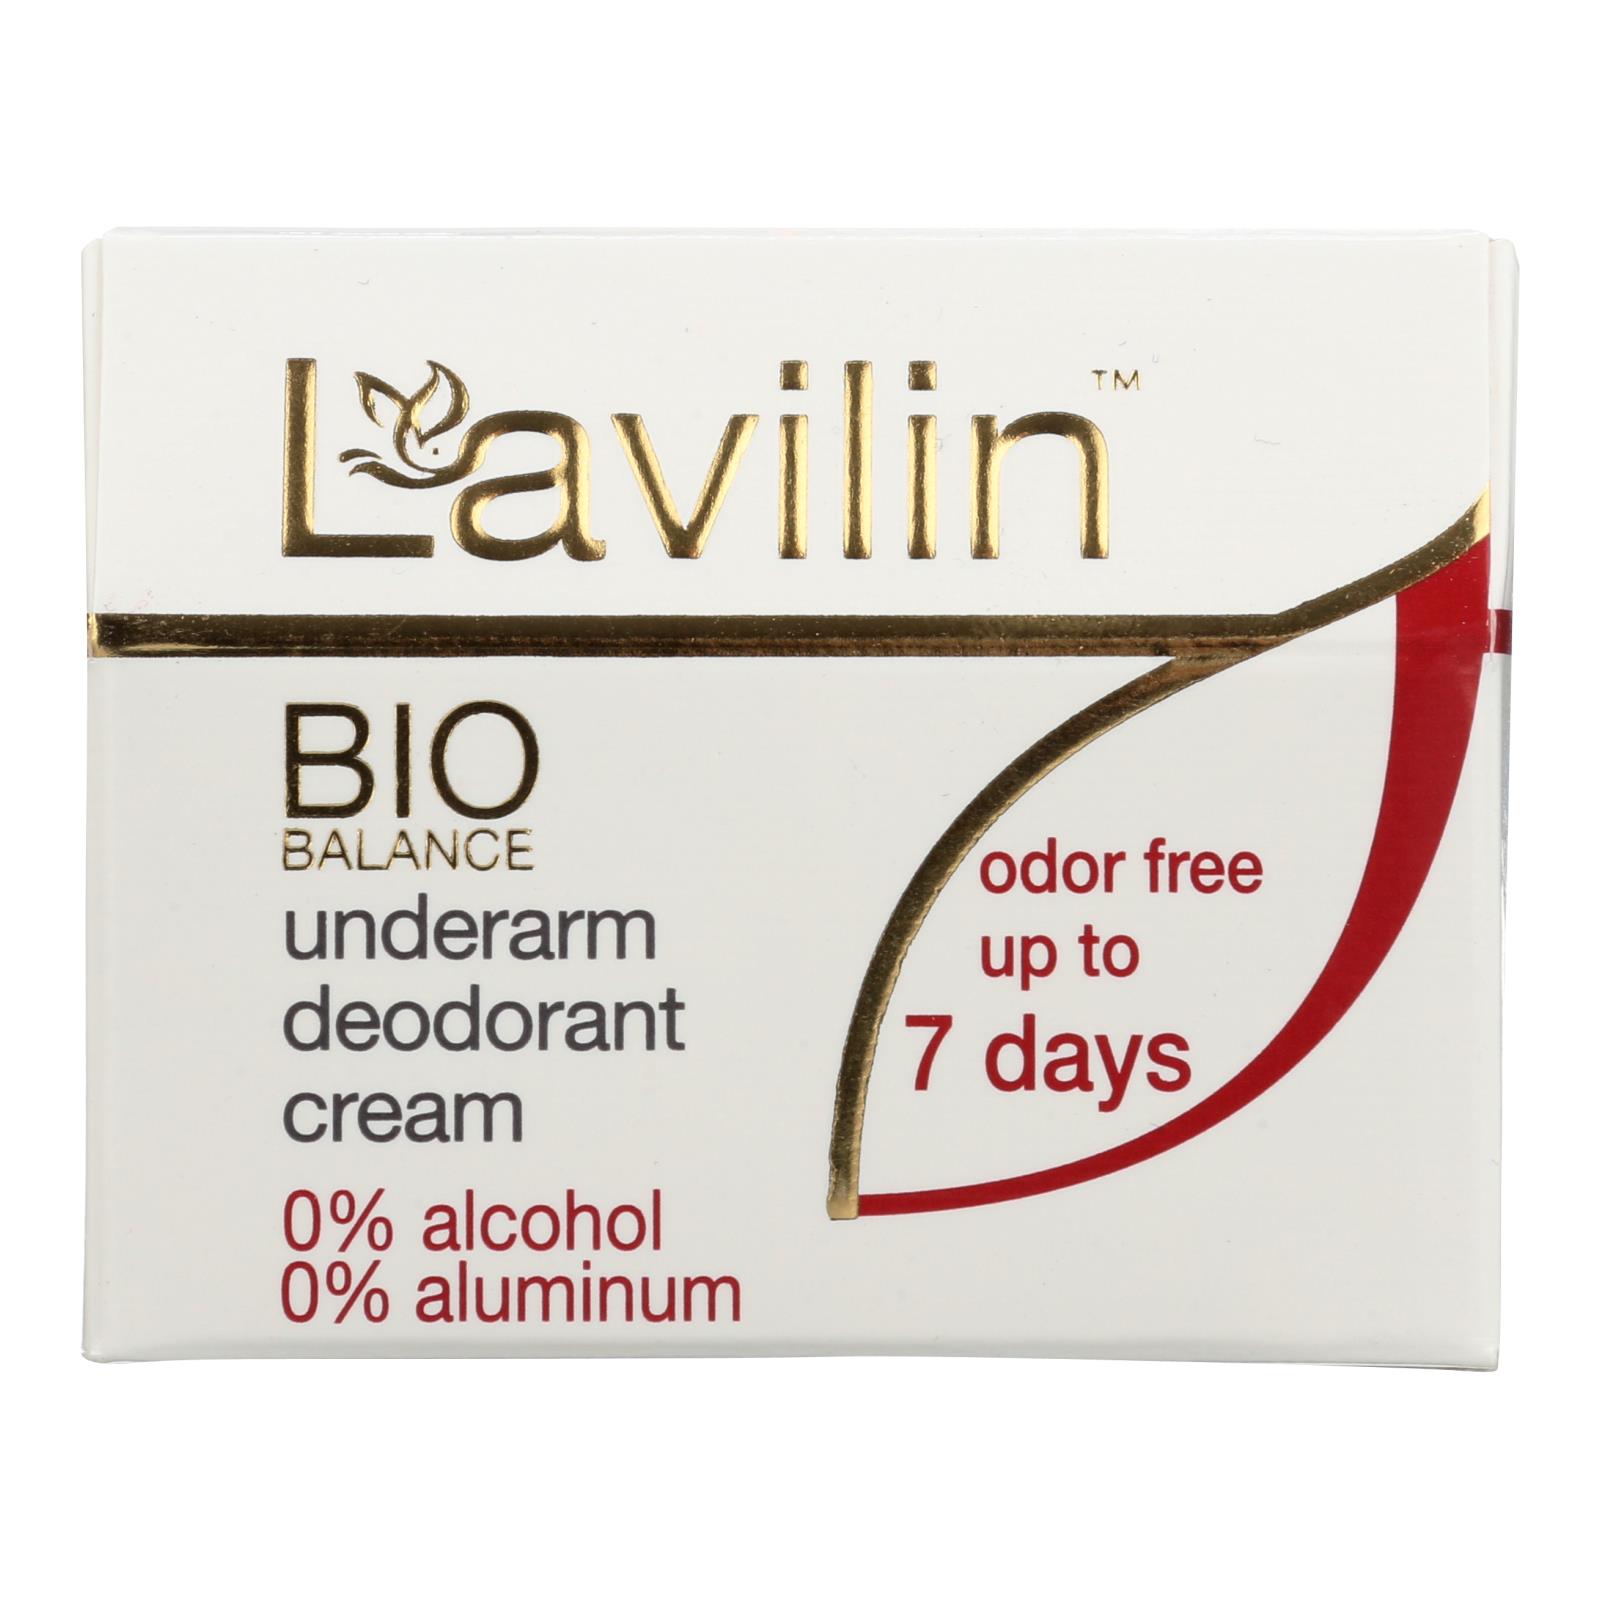 Lavilin™
BIO
BALANCE
underarm
deodorant
cream
0% alcohol
0% aluminum
odor free
up to
7 days